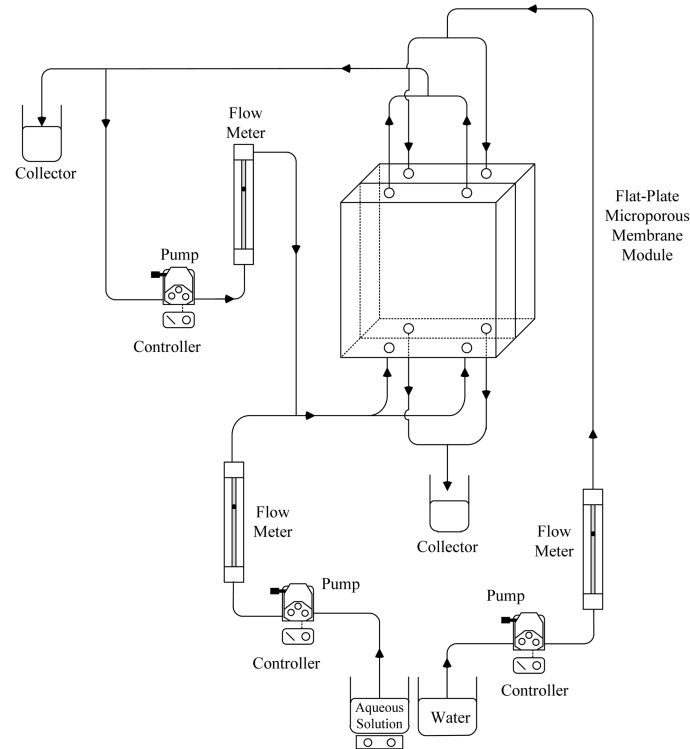 Flow
Meter
Collector
Flat-Plate
Microporous
Membrane
Module
Pump
Controller
Flow
Meter
Flow
Meter
Collector
Pump
Pump
Controller
Controller
Aqueous
Solution
Water